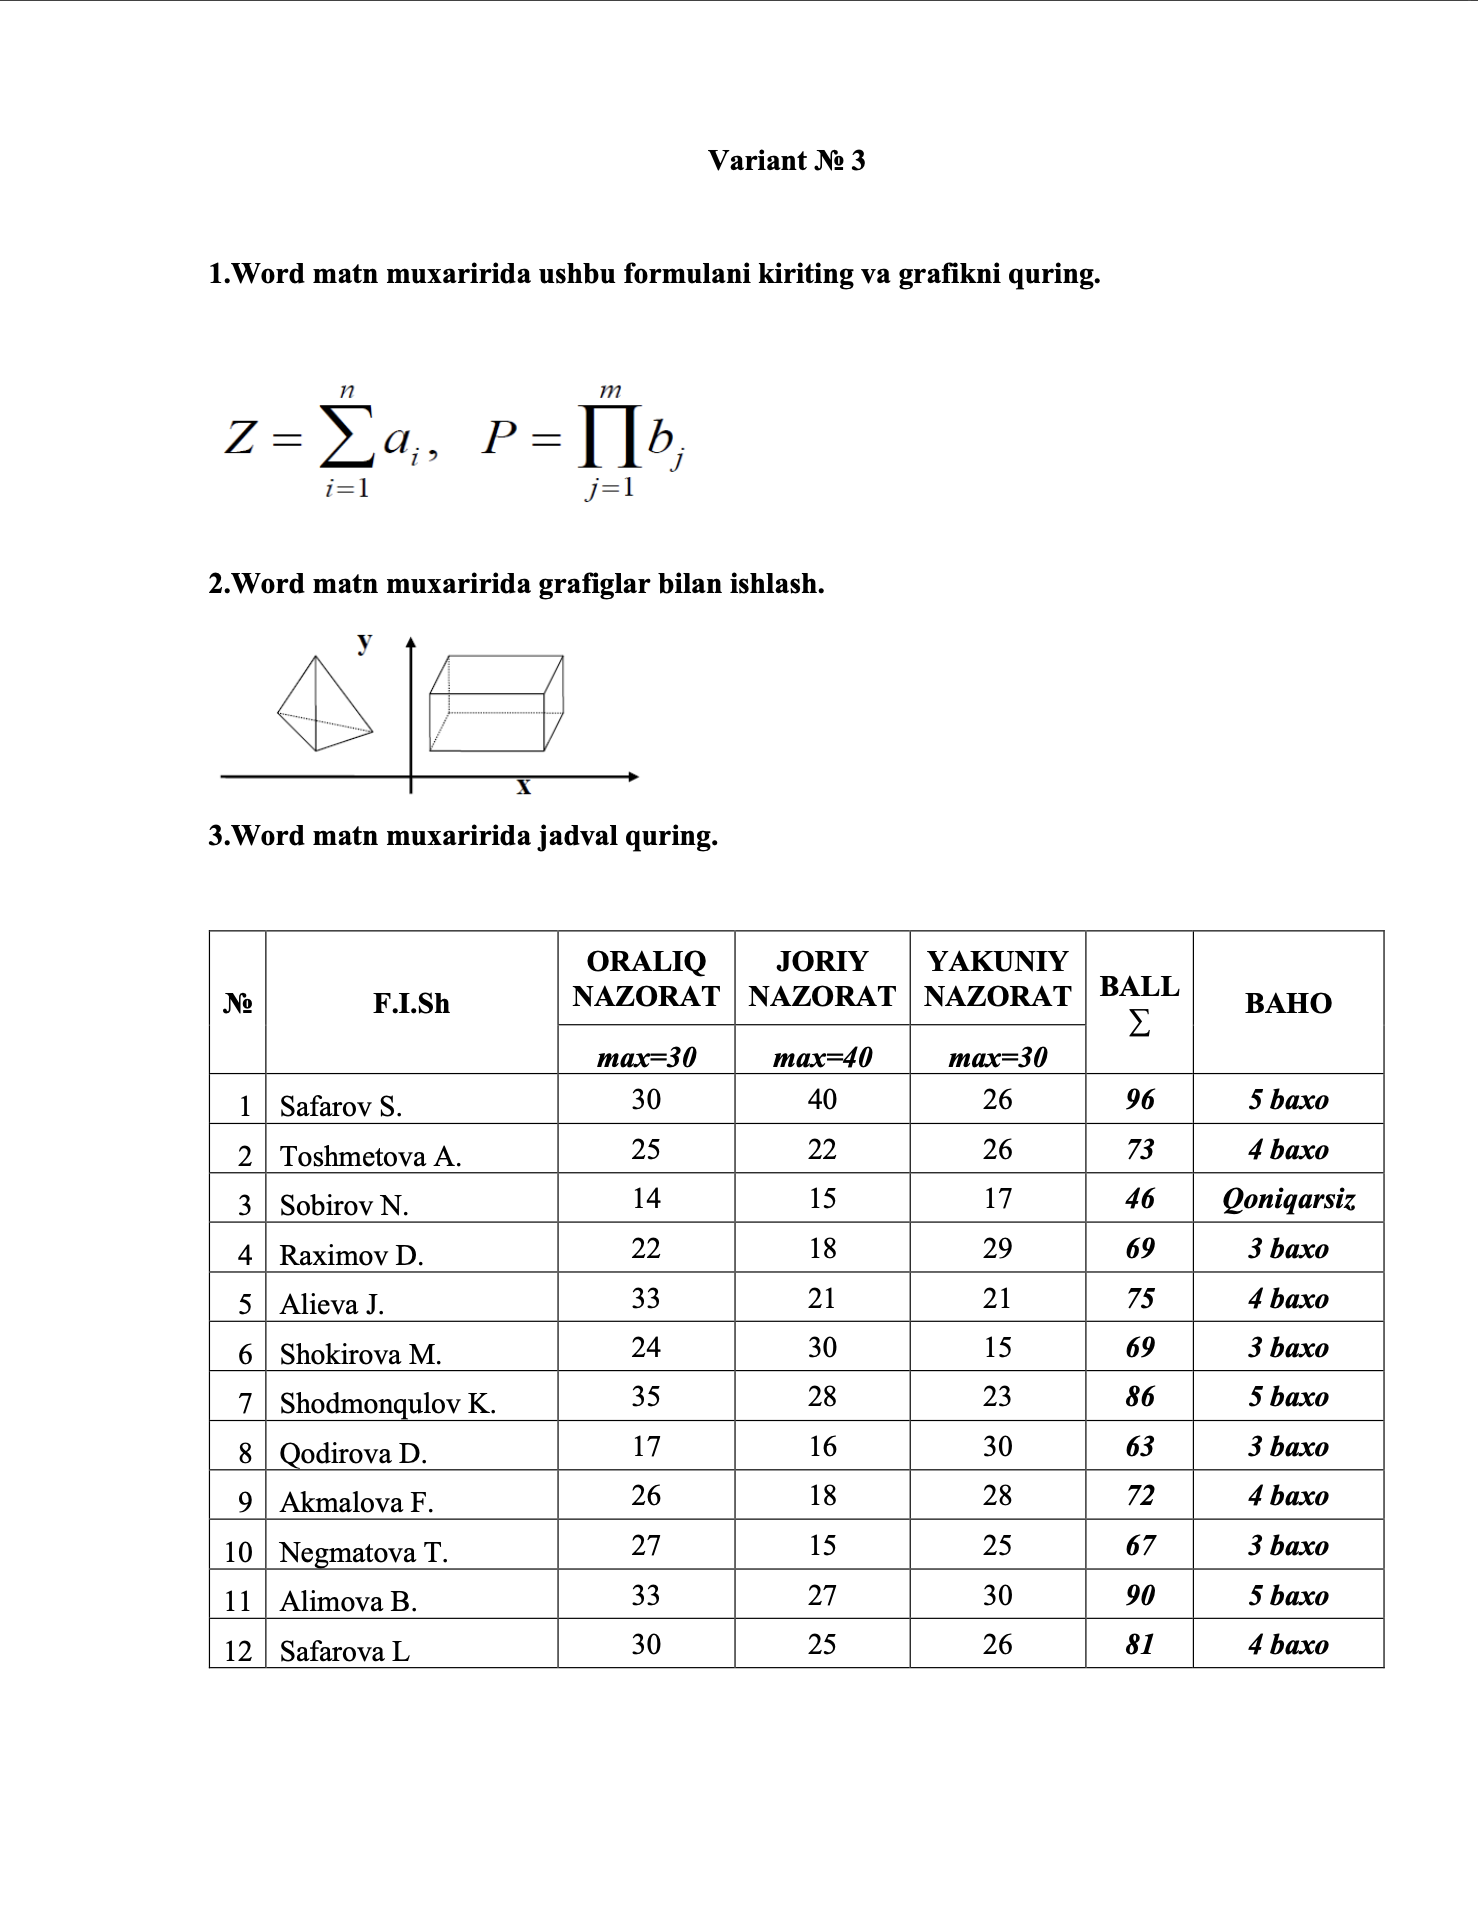 Variant № 3
1.Word matn muxaririda ushbu formulani kiriting va grafikni quring.
Z = ∑_{i=1}^{n} a_i, P = ∏_{j=1}^{m} b_j
2.Word matn muxaririda grafiglar bilan ishlash.
y
x
3.Word matn muxaririda jadval quring.
№ F.I.Sh ORALIQ NAZORAT JORIY NAZORAT YAKUNIY NAZORAT BALL ∑ BAHO
max=30 max=40 max=30
1 Safarov S. 30 40 26 96 5 baxo
2 Toshmetova A. 25 22 26 73 4 baxo
3 Sobirov N. 14 15 17 46 Qoniqarsiz
4 Raximov D. 22 18 29 69 3 baxo
5 Alieva J. 33 21 21 75 4 baxo
6 Shokirova M. 24 30 15 69 3 baxo
7 Shodmonqulov K. 35 28 23 86 5 baxo
8 Qodirova D. 17 16 30 63 3 baxo
9 Akmalova F. 26 18 28 72 4 baxo
10 Negmatova T. 27 15 25 67 3 baxo
11 Alimova B. 33 27 30 90 5 baxo
12 Safarova L 30 25 26 81 4 baxo